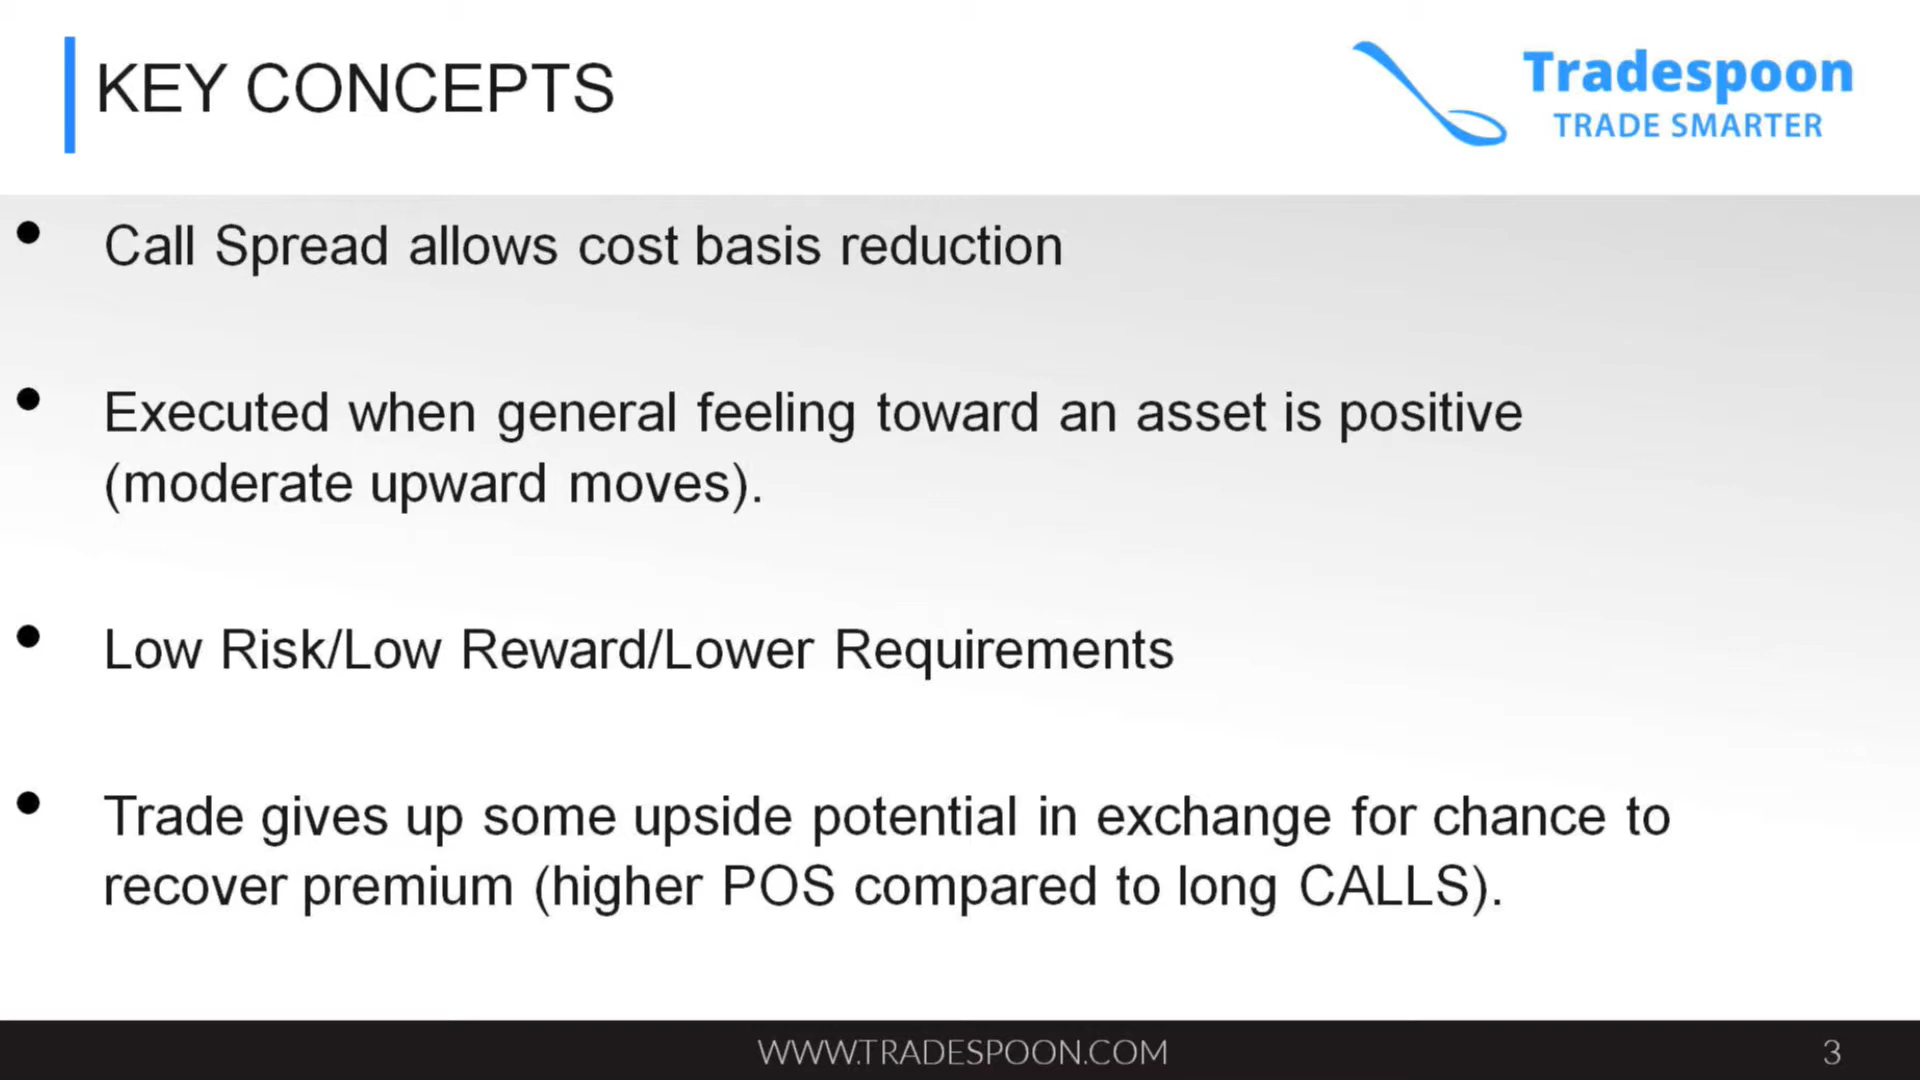 KEY CONCEPTS
Tradespoon
TRADE SMARTER
• Call Spread allows cost basis reduction
• Executed when general feeling toward an asset is positive
(moderate upward moves).
• Low Risk/Low Reward/Lower Requirements
• Trade gives up some upside potential in exchange for chance to
recover premium (higher POS compared to long CALLS).
WWW.TRADESPOON.COM
3